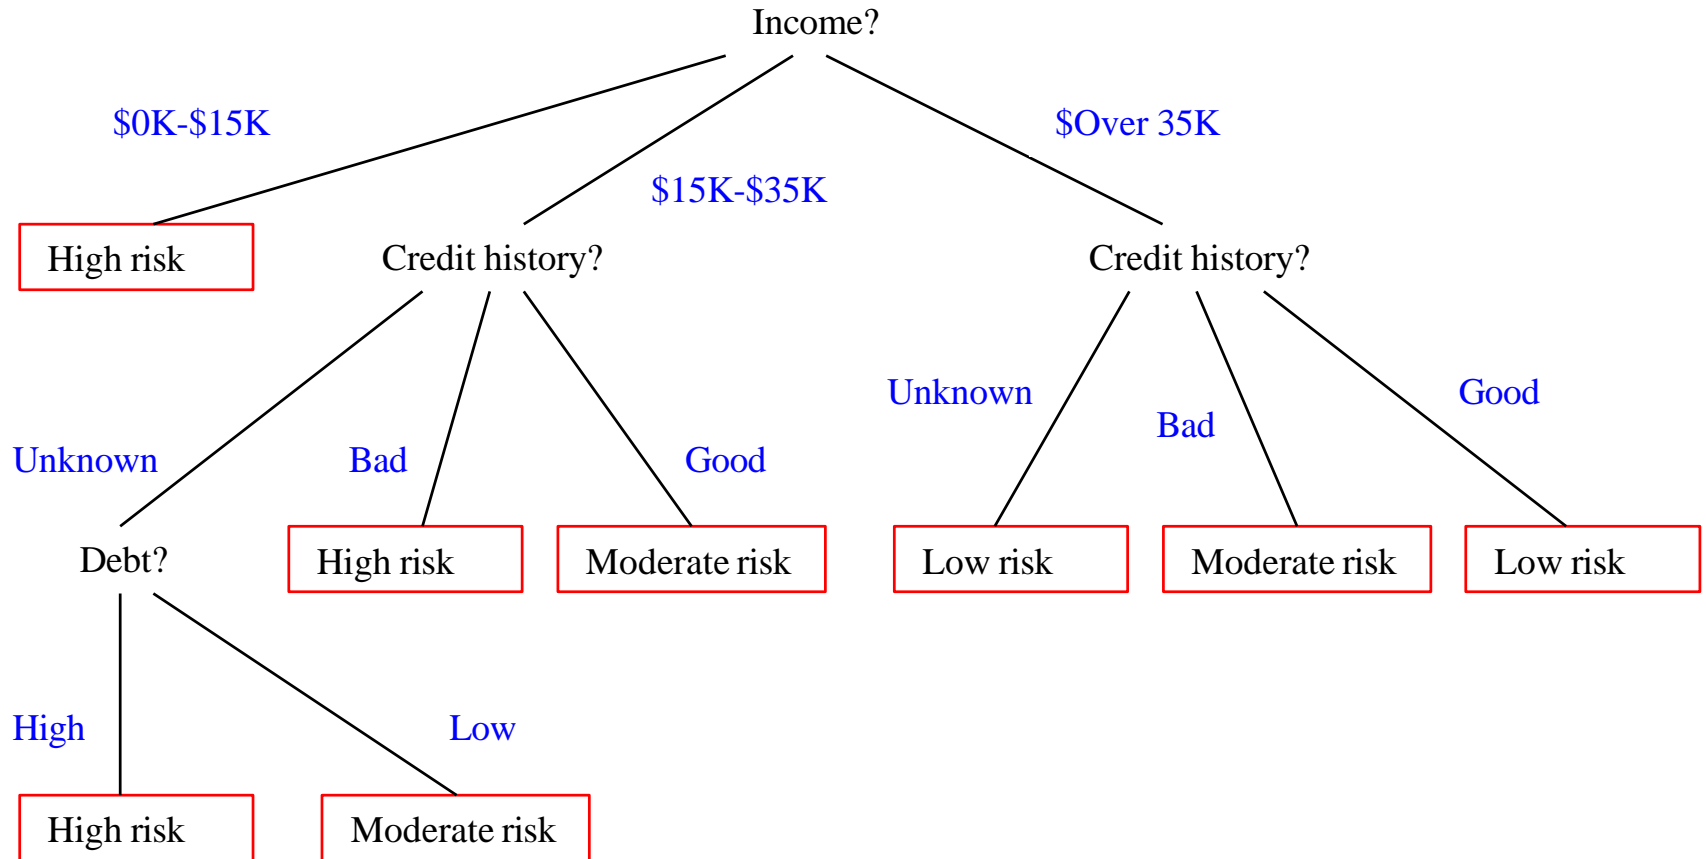 Income?
$0K-$15K
$Over 35K
$15K-$35K
High risk
Credit history?
Credit history?
Unknown
Good
Bad
Unknown
Bad
Good
Debt?
High risk
Moderate risk
Low risk
Moderate risk
Low risk
High
Low
High risk
Moderate risk